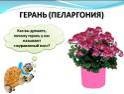 ГЕРАНЬ (ПЕЛАРГОНИЯ)
Как вы думаете,
почему герань у нас
называют
«журавлиный нос»?